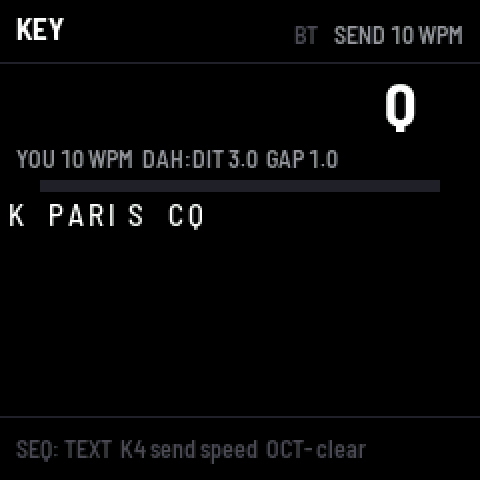 KEY
BT SEND 10 WPM
Q
YOU 10 WPM DAH:DIT 3.0 GAP 1.0
K PARI S CQ
SEQ: TEXT K4 send speed OCT- clear